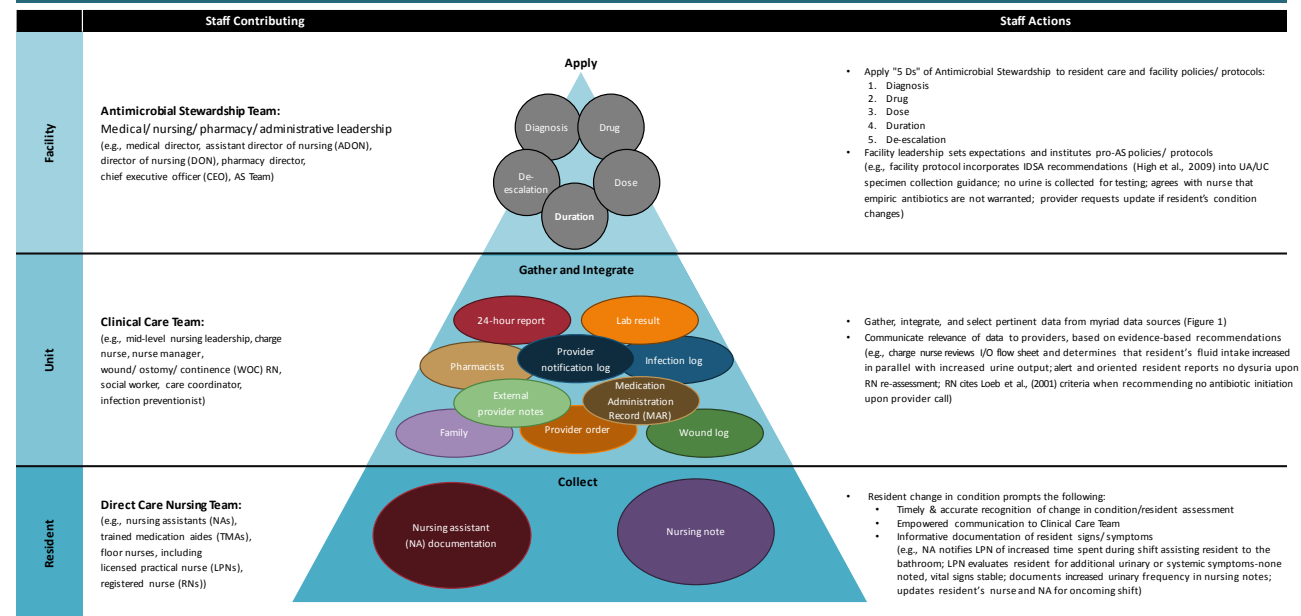 Staff Contributing
Staff Actions
Facility
Antimicrobial Stewardship Team:
Medical/ nursing/ pharmacy/ administrative leadership
(e.g., medical director, assistant director of nursing (ADON),
director of nursing (DON), pharmacy director,
chief executive officer (CEO), AS Team)
Apply
Diagnosis
Drug
De-
escalation
Dose
Duration
• Apply "5 Ds" of Antimicrobial Stewardship to resident care and facility policies/ protocols:
1. Diagnosis
2. Drug
3. Dose
4. Duration
5. De-escalation
• Facility leadership sets expectations and institutes pro-AS policies/ protocols
(e.g., facility protocol incorporates IDSA recommendations (High et al., 2009) into UA/UC
specimen collection guidance; no urine is collected for testing; agrees with nurse that
empiric antibiotics are not warranted; provider requests update if resident's condition
changes)
Unit
Clinical Care Team:
(e.g., mid-level nursing leadership, charge
nurse, nurse manager,
wound/ ostomy/ continence (WOC) RN,
social worker, care coordinator,
infection preventionist)
Gather and Integrate
24-hour report
Lab result
Pharmacists
Provider
notification log
Infection log
External
provider notes
Medication
Administration
Record (MAR)
Family
Provider order
Wound log
• Gather, integrate, and select pertinent data from myriad data sources (Figure 1)
• Communicate relevance of data to providers, based on evidence-based recommendations
(e.g., charge nurse reviews I/O flow sheet and determines that resident's fluid intake increased
in parallel with increased urine output; alert and oriented resident reports no dysuria upon
RN re-assessment; RN cites Loeb et al., (2001) criteria when recommending no antibiotic initiation
upon provider call)
Resident
Direct Care Nursing Team:
(e.g., nursing assistants (NAs),
trained medication aides (TMAs),
floor nurses, including
licensed practical nurse (LPNs),
registered nurse (RNs))
Collect
Nursing assistant
(NA) documentation
Nursing note
• Resident change in condition prompts the following:
• Timely & accurate recognition of change in condition/resident assessment
• Empowered communication to Clinical Care Team
• Informative documentation of resident signs/ symptoms
(e.g., NA notifies LPN of increased time spent during shift assisting resident to the
bathroom; LPN evaluates resident for additional urinary or systemic symptoms-none
noted, vital signs stable; documents increased urinary frequency in nursing notes;
updates resident's nurse and NA for oncoming shift)